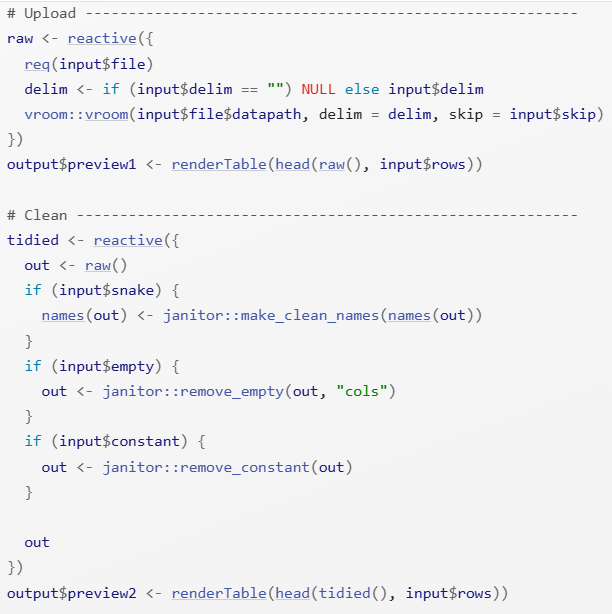 # Upload ---------------------------------------------------------
raw <- reactive({
  req(input$file)
  delim <- if (input$delim == "") NULL else input$delim
  vroom::vroom(input$file$datapath, delim = delim, skip = input$skip)
})
output$preview1 <- renderTable(head(raw(), input$rows))

# Clean ----------------------------------------------------------
tidied <- reactive({
  out <- raw()
  if (input$snake) {
    names(out) <- janitor::make_clean_names(names(out))
  }
  if (input$empty) {
    out <- janitor::remove_empty(out, "cols")
  }
  if (input$constant) {
    out <- janitor::remove_constant(out)
  }

  out
})
output$preview2 <- renderTable(head(tidied(), input$rows))